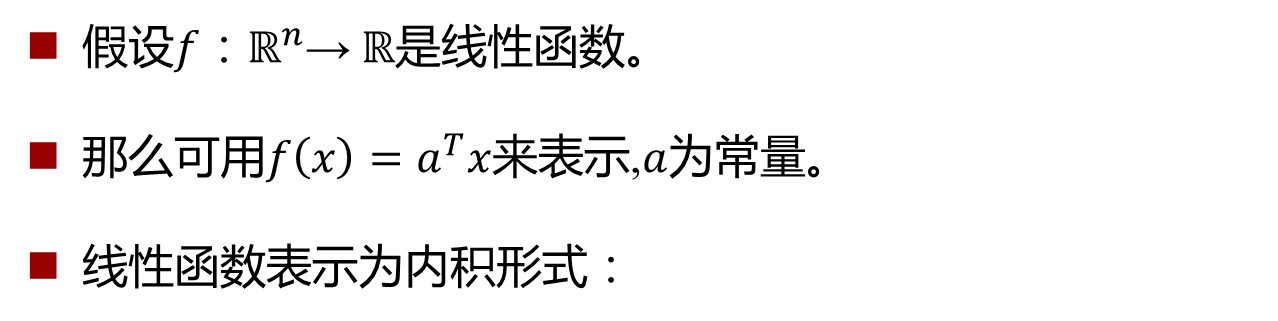 ■ 假设f：ℝⁿ→ ℝ是线性函数。
■ 那么可用f(x) = aᵀx来表示,a为常量。
■ 线性函数表示为内积形式：